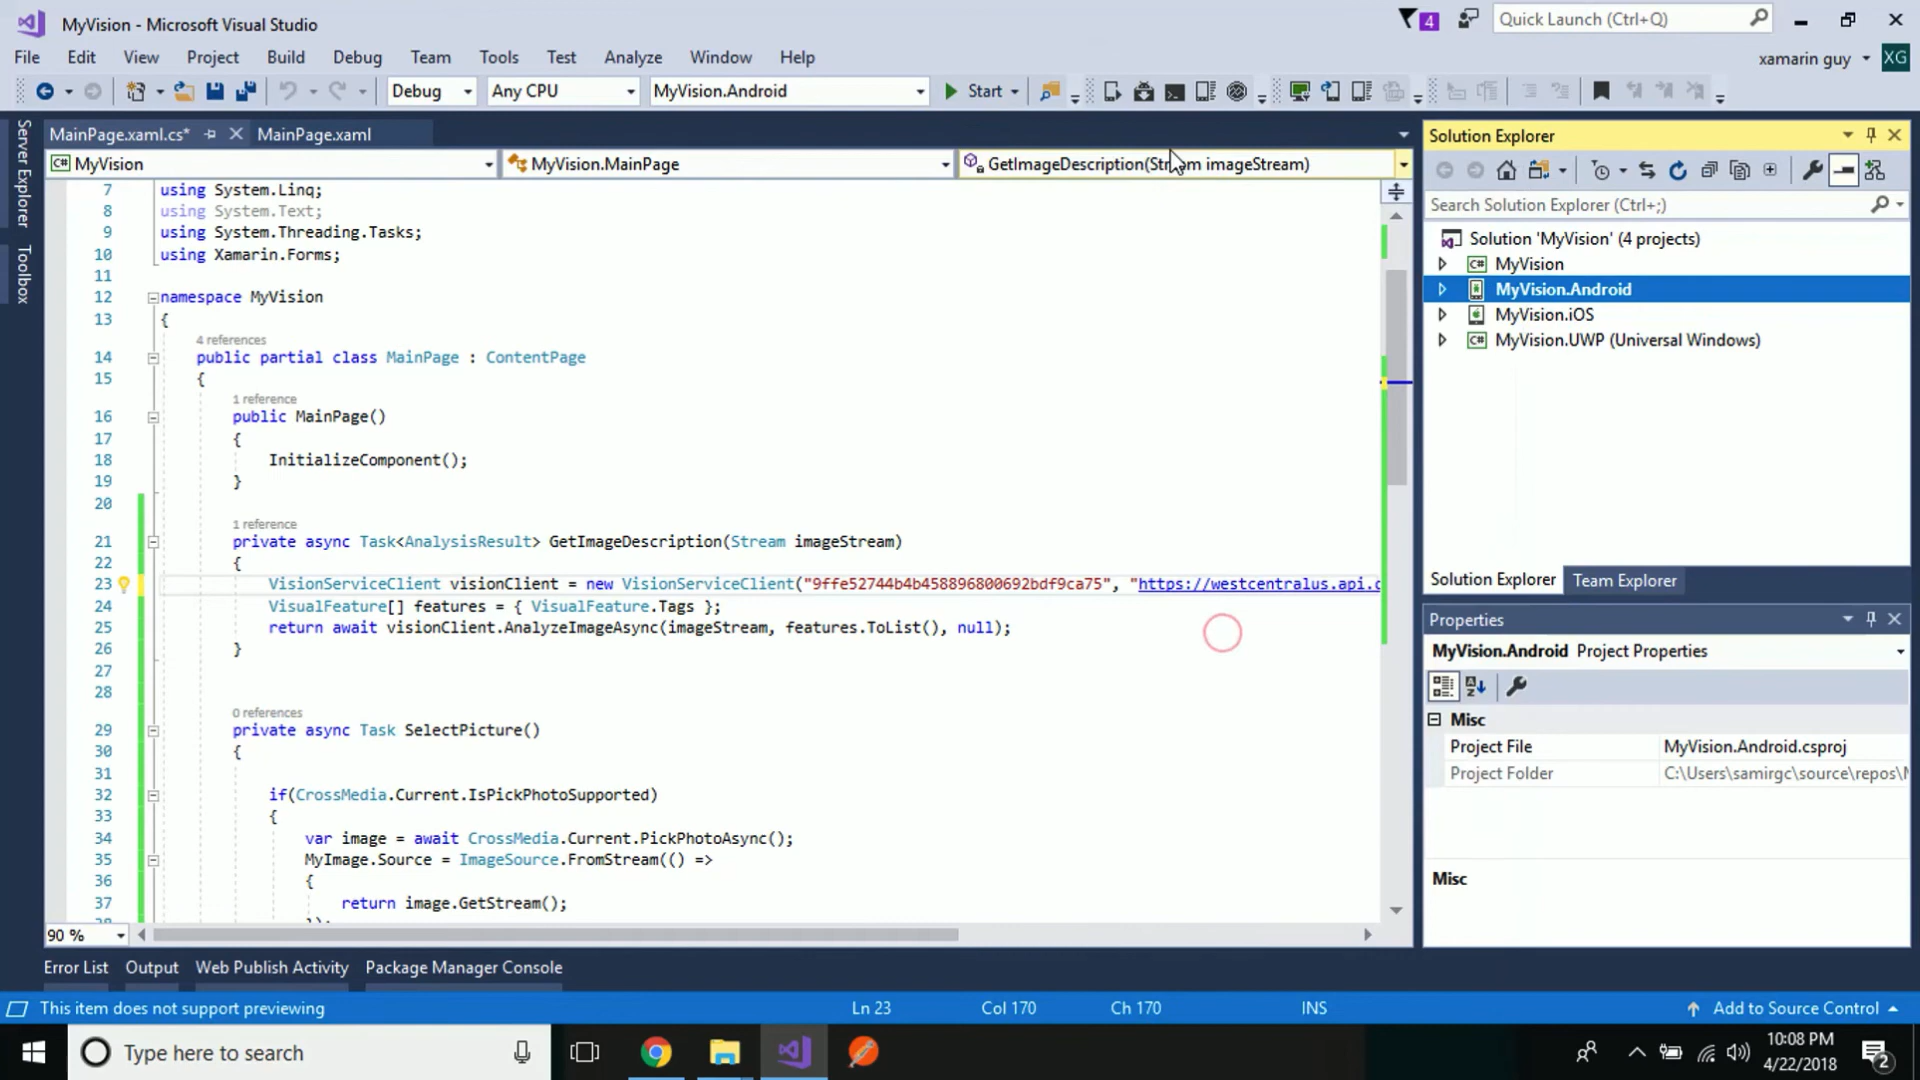 MyVision - Microsoft Visual Studio
4
Quick Launch (Ctrl+Q)
File Edit View Project Build Debug Team Tools Test Analyze Window Help
xamarin guy XG
Debug Any CPU MyVision.Android Start
Server Explorer
Toolbox
MainPage.xaml.cs* MainPage.xaml
C# MyVision MyVision.MainPage GetImageDescription(Stream imageStream)
7 using System.Linq;
8 using System.Text;
9 using System.Threading.Tasks;
10 using Xamarin.Forms;
11
12 namespace MyVision
13 {
4 references
14 public partial class MainPage : ContentPage
15 {
1 reference
16 public MainPage()
17 {
18 InitializeComponent();
19 }
20
1 reference
21 private async Task<AnalysisResult> GetImageDescription(Stream imageStream)
22 {
23 VisionServiceClient visionClient = new VisionServiceClient("9ffe52744b4b458896800692bdf9ca75", "https://westcentralus.api.c
24 VisualFeature[] features = { VisualFeature.Tags };
25 return await visionClient.AnalyzeImageAsync(imageStream, features.ToList(), null);
26 }
27
28
0 references
29 private async Task SelectPicture()
30 {
31
32 if(CrossMedia.Current.IsPickPhotoSupported)
33 {
34 var image = await CrossMedia.Current.PickPhotoAsync();
35 MyImage.Source = ImageSource.FromStream(() =>
36 {
37 return image.GetStream();
90 %
Solution Explorer
Search Solution Explorer (Ctrl+;)
Solution 'MyVision' (4 projects)
C# MyVision
MyVision.Android
MyVision.iOS
C# MyVision.UWP (Universal Windows)
Solution Explorer Team Explorer
Properties
MyVision.Android Project Properties
Misc
Project File MyVision.Android.csproj
Project Folder C:\Users\samirgc\source\repos\
Misc
Error List Output Web Publish Activity Package Manager Console
This item does not support previewing Ln 23 Col 170 Ch 170 INS Add to Source Control
Type here to search
10:08 PM
4/22/2018
2